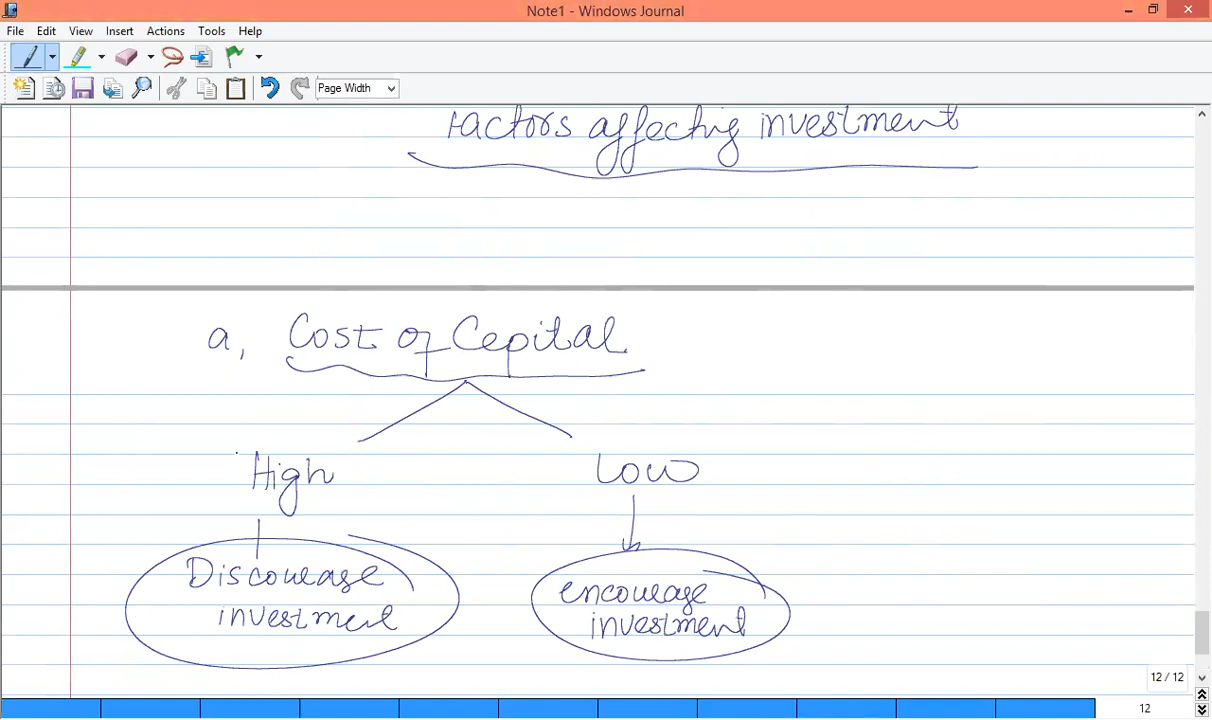 Note1 - Windows Journal
File Edit View Insert Actions Tools Help
Page Width
Factors affecting investment
a, Cost of Cepital
High Low
Discourage encourage
investment investment
12 / 12
12